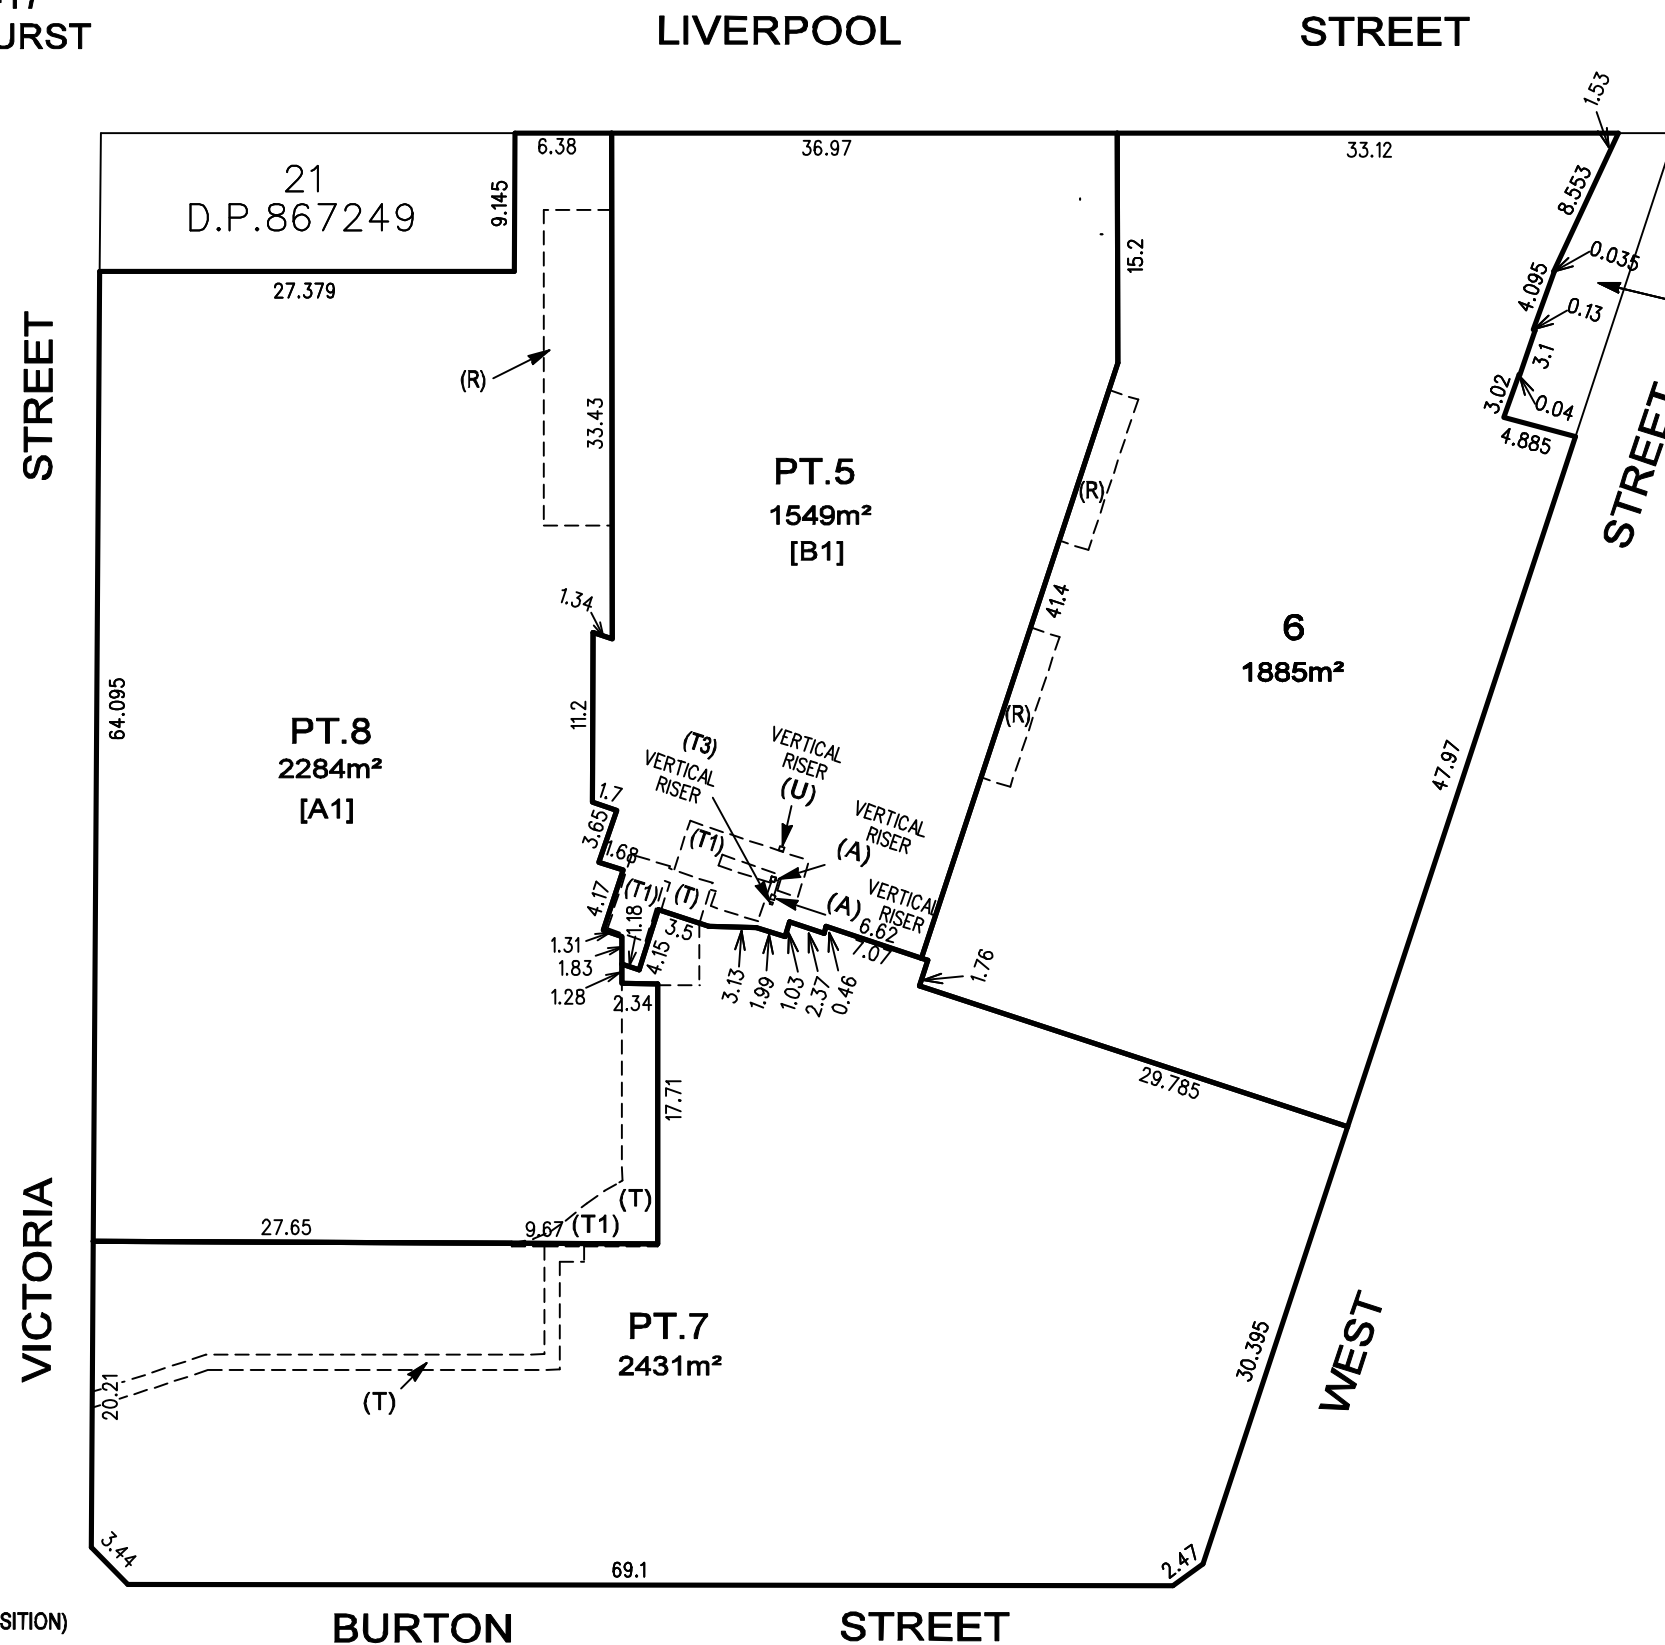 17
URST
LIVERPOOL
STREET
1.53
6.38
36.97
33.12
21
D.P.867249
9.145
8.553
27.379
15.2
0.035
4.095
0.13
3.1
STREET
(R)
33.43
3.02
0.04
4.885
STREET
PT.5
1549m²
[B1]
(R)
1.34
41.4
6
1885m²
64.095
11.2
PT.8
2284m²
[A1]
(R)
(T3)
VERTICAL
RISER
VERTICAL
RISER
(U)
47.97
1.7
3.65
VERTICAL
RISER
(A)
(T1)
1.68
4.17
(T1)
(T)
VERTICAL
RISER
(A)
1.18
3.5
6.62
7.07
1.31
1.83
4.15
1.28
2.34
3.13
1.99
1.03
2.37
0.46
1.76
17.71
29.785
VICTORIA
27.65
9.67
(T1)
(T)
PT.7
2431m²
20.21
(T)
30.395
WEST
3.44
69.1
2.47
SITION)
BURTON
STREET